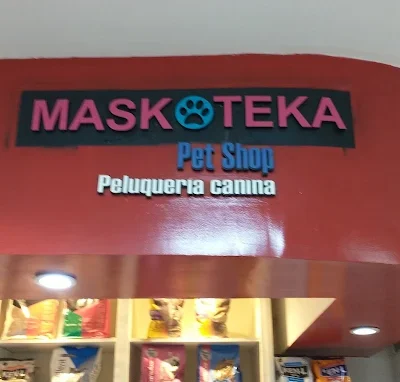 MASKOTEKA
Pet Shop
Peluqueria canina